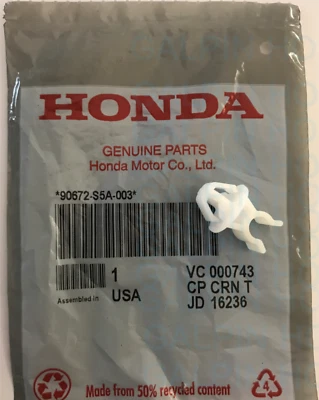 HONDA
GENUINE PARTS
Honda Motor Co., Ltd.
*90672-S5A-003*
1 VC 000743
CP CRN T
Assembled in USA JD 16236
Made from 50% recycled content
4